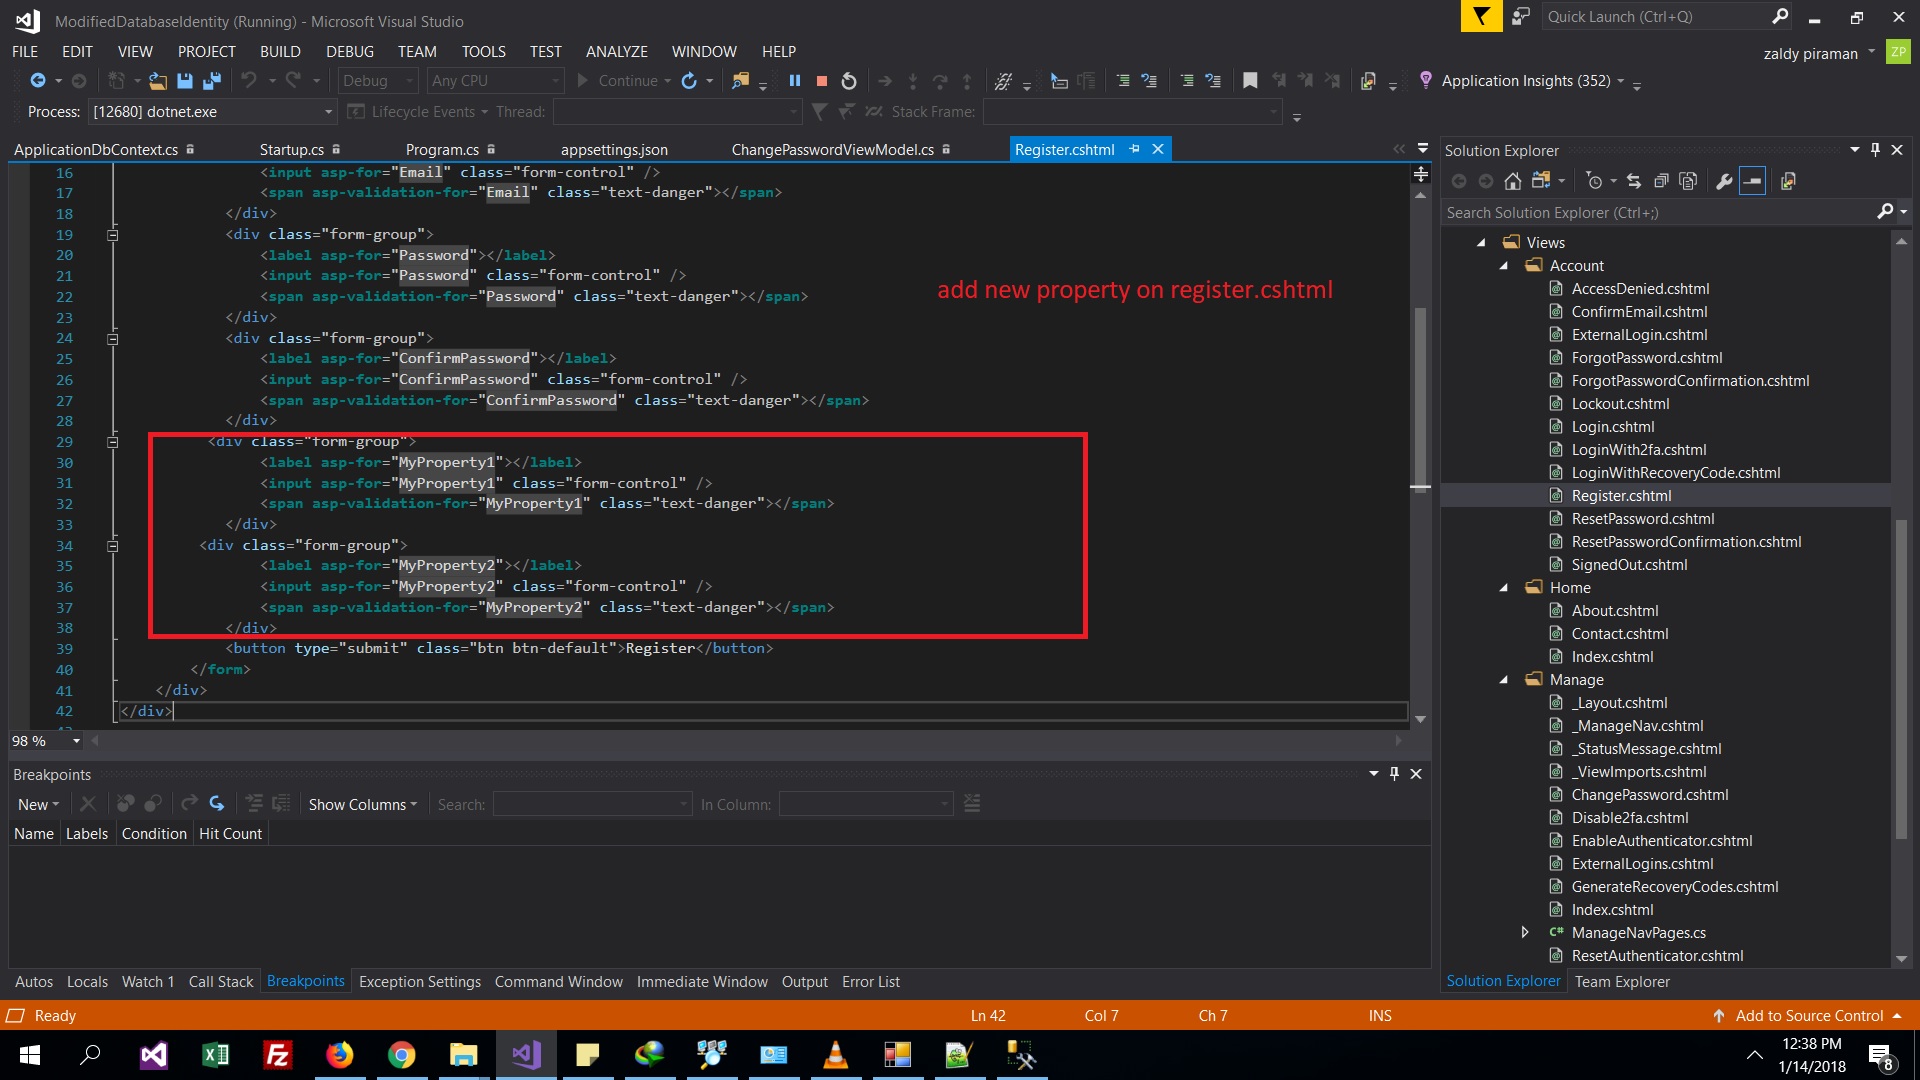 ModifiedDatabaseIdentity (Running) - Microsoft Visual Studio
Quick Launch (Ctrl+Q)
FILE EDIT VIEW PROJECT BUILD DEBUG TEAM TOOLS TEST ANALYZE WINDOW HELP
zaldy piraman ZP
Debug Any CPU Continue Application Insights (352)
Process: [12680] dotnet.exe Lifecycle Events Thread: Stack Frame:
ApplicationDbContext.cs Startup.cs Program.cs appsettings.json ChangePasswordViewModel.cs Register.cshtml
16 <input asp-for="Email" class="form-control" />
17 <span asp-validation-for="Email" class="text-danger"></span>
18 </div>
19 <div class="form-group">
20 <label asp-for="Password"></label>
21 <input asp-for="Password" class="form-control" />
22 <span asp-validation-for="Password" class="text-danger"></span>
23 </div>
24 <div class="form-group">
25 <label asp-for="ConfirmPassword"></label>
26 <input asp-for="ConfirmPassword" class="form-control" />
27 <span asp-validation-for="ConfirmPassword" class="text-danger"></span>
28 </div>
29 <div class="form-group">
30 <label asp-for="MyProperty1"></label>
31 <input asp-for="MyProperty1" class="form-control" />
32 <span asp-validation-for="MyProperty1" class="text-danger"></span>
33 </div>
34 <div class="form-group">
35 <label asp-for="MyProperty2"></label>
36 <input asp-for="MyProperty2" class="form-control" />
37 <span asp-validation-for="MyProperty2" class="text-danger"></span>
38 </div>
39 <button type="submit" class="btn btn-default">Register</button>
40 </form>
41 </div>
42 </div>
add new property on register.cshtml
98 %
Breakpoints
New Show Columns Search: In Column:
Name Labels Condition Hit Count
Autos Locals Watch 1 Call Stack Breakpoints Exception Settings Command Window Immediate Window Output Error List
Solution Explorer
Search Solution Explorer (Ctrl+;)
Views
Account
AccessDenied.cshtml
ConfirmEmail.cshtml
ExternalLogin.cshtml
ForgotPassword.cshtml
ForgotPasswordConfirmation.cshtml
Lockout.cshtml
Login.cshtml
LoginWith2fa.cshtml
LoginWithRecoveryCode.cshtml
Register.cshtml
ResetPassword.cshtml
ResetPasswordConfirmation.cshtml
SignedOut.cshtml
Home
About.cshtml
Contact.cshtml
Index.cshtml
Manage
_Layout.cshtml
_ManageNav.cshtml
_StatusMessage.cshtml
_ViewImports.cshtml
ChangePassword.cshtml
Disable2fa.cshtml
EnableAuthenticator.cshtml
ExternalLogins.cshtml
GenerateRecoveryCodes.cshtml
Index.cshtml
C# ManageNavPages.cs
ResetAuthenticator.cshtml
Solution Explorer Team Explorer
Ready Ln 42 Col 7 Ch 7 INS Add to Source Control
12:38 PM
1/14/2018
8